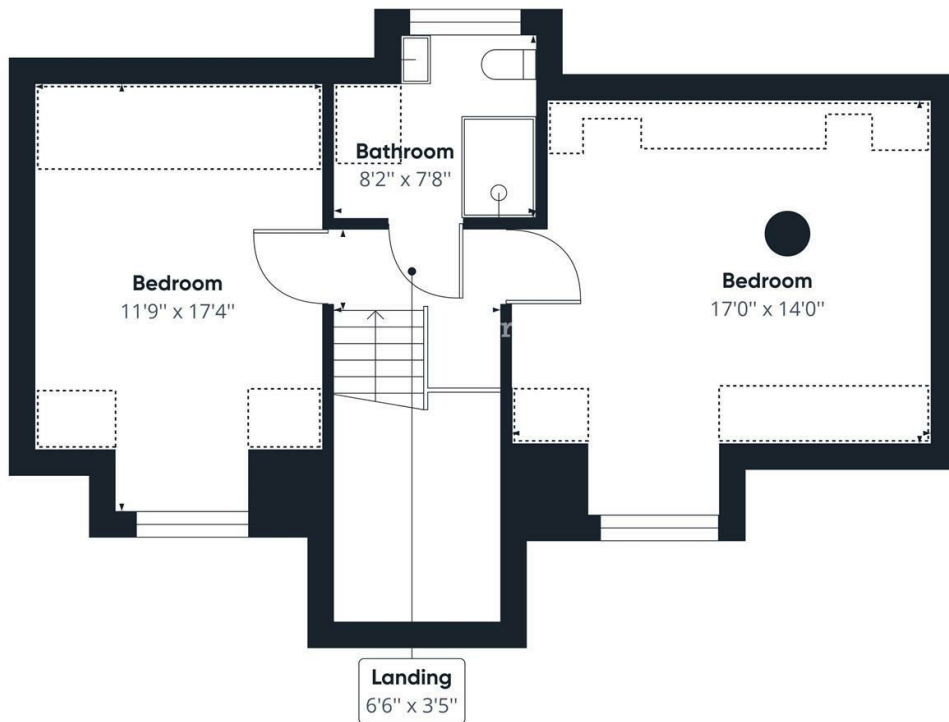 Bathroom
8'2" x 7'8"
Bedroom
11'9" x 17'4"
Bedroom
17'0" x 14'0"
Landing
6'6" x 3'5"